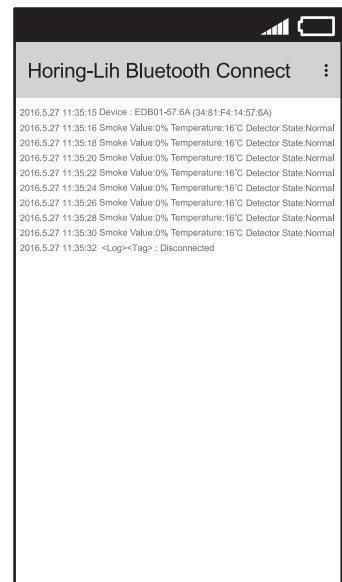 Horing-Lih Bluetooth Connect
2016.5.27 11:35:15 Device : EDB01-57:6A (34:81:F4:14:57:6A)
2016.5.27 11:35:16 Smoke Value:0% Temperature:16℃ Detector State:Normal
2016.5.27 11:35:18 Smoke Value:0% Temperature:16℃ Detector State:Normal
2016.5.27 11:35:20 Smoke Value:0% Temperature:16℃ Detector State:Normal
2016.5.27 11:35:22 Smoke Value:0% Temperature:16℃ Detector State:Normal
2016.5.27 11:35:24 Smoke Value:0% Temperature:16℃ Detector State:Normal
2016.5.27 11:35:26 Smoke Value:0% Temperature:16℃ Detector State:Normal
2016.5.27 11:35:28 Smoke Value:0% Temperature:16℃ Detector State:Normal
2016.5.27 11:35:30 Smoke Value:0% Temperature:16℃ Detector State:Normal
2016.5.27 11:35:32 <Log><Tag> : Disconnected